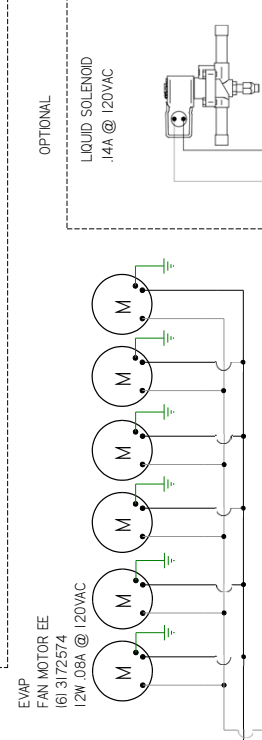 OPTIONAL
LIQUID SOLENOID
.14A @ 120VAC
EVAP
FAN MOTOR EE
(6) 3172574
12W .08A @ 120VAC
M
M
M
M
M
M